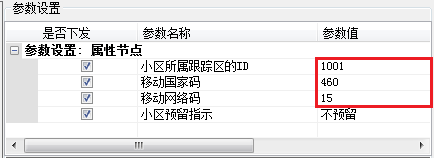 参数设置
是否下发 参数名称 参数值
参数设置: 属性节点
小区所属跟踪区的ID 1001
移动国家码 460
移动网络码 15
小区预留指示 不预留